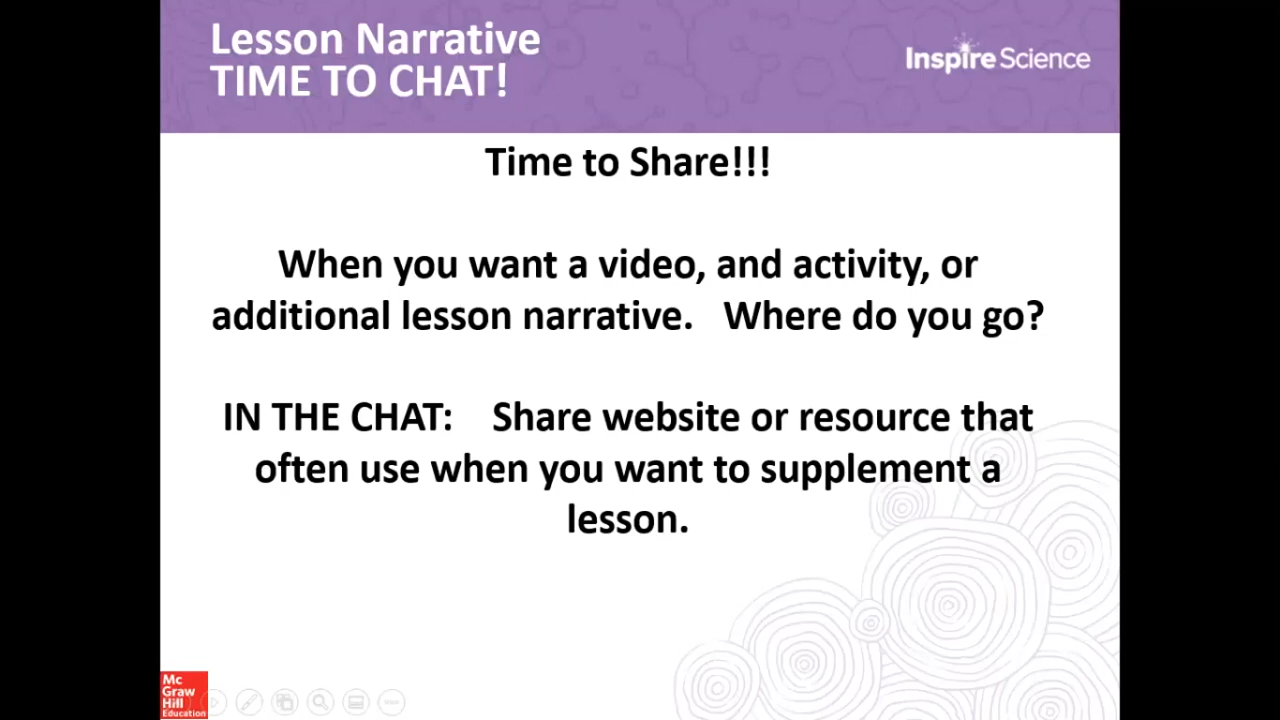 Lesson Narrative
TIME TO CHAT!
Inspire Science
Time to Share!!!
When you want a video, and activity, or
additional lesson narrative. Where do you go?
IN THE CHAT: Share website or resource that
often use when you want to supplement a
lesson.
Mc
Graw
Hill
Education